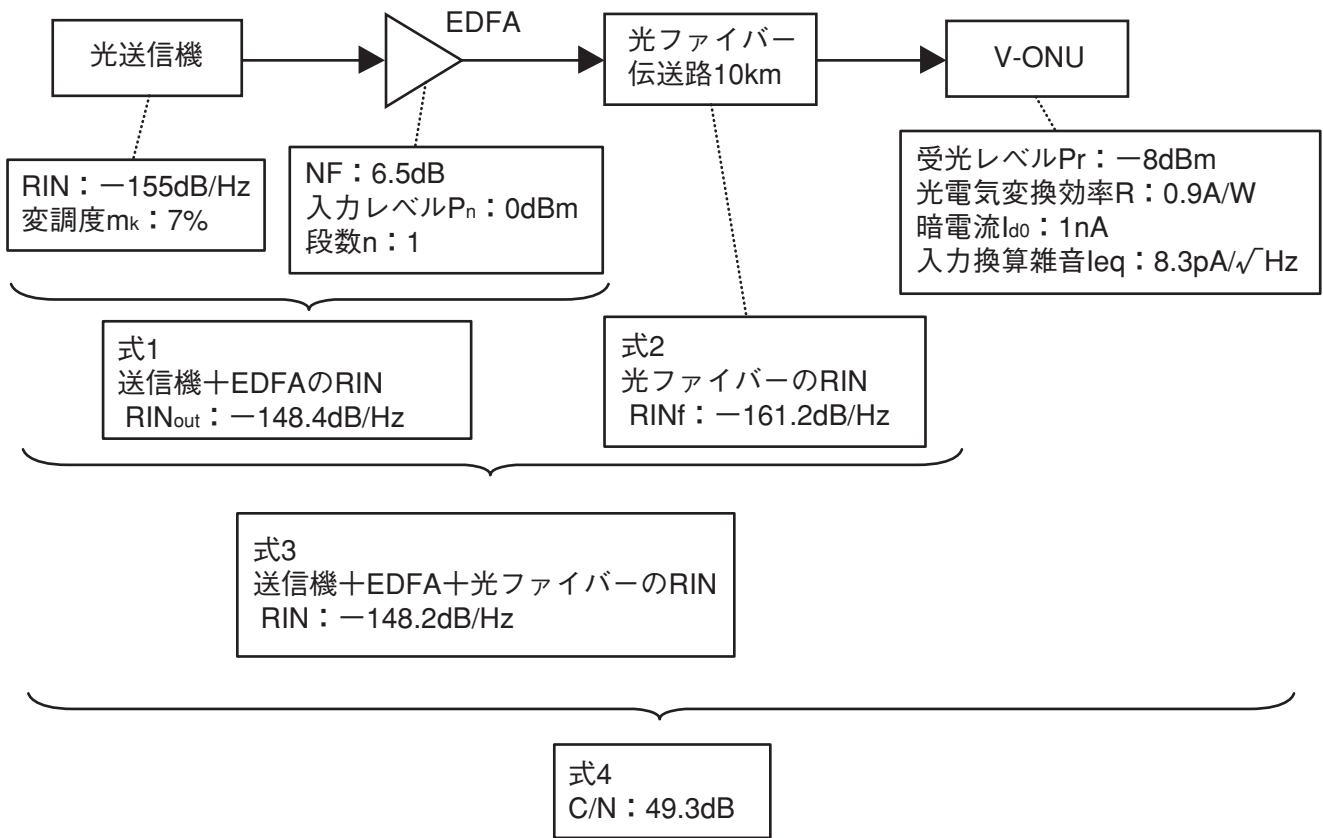 光送信機
EDFA
光ファイバー
伝送路10km
V-ONU
RIN：－155dB/Hz
変調度mk：7%
NF：6.5dB
入力レベルPn：0dBm
段数n：1
受光レベルPr：－8dBm
光電気変換効率R：0.9A/W
暗電流Id0：1nA
入力換算雑音Ieq：8.3pA/√Hz
式1
送信機＋EDFAのRIN
RINout：－148.4dB/Hz
式2
光ファイバーのRIN
RINf：－161.2dB/Hz
式3
送信機＋EDFA＋光ファイバーのRIN
RIN：－148.2dB/Hz
式4
C/N：49.3dB